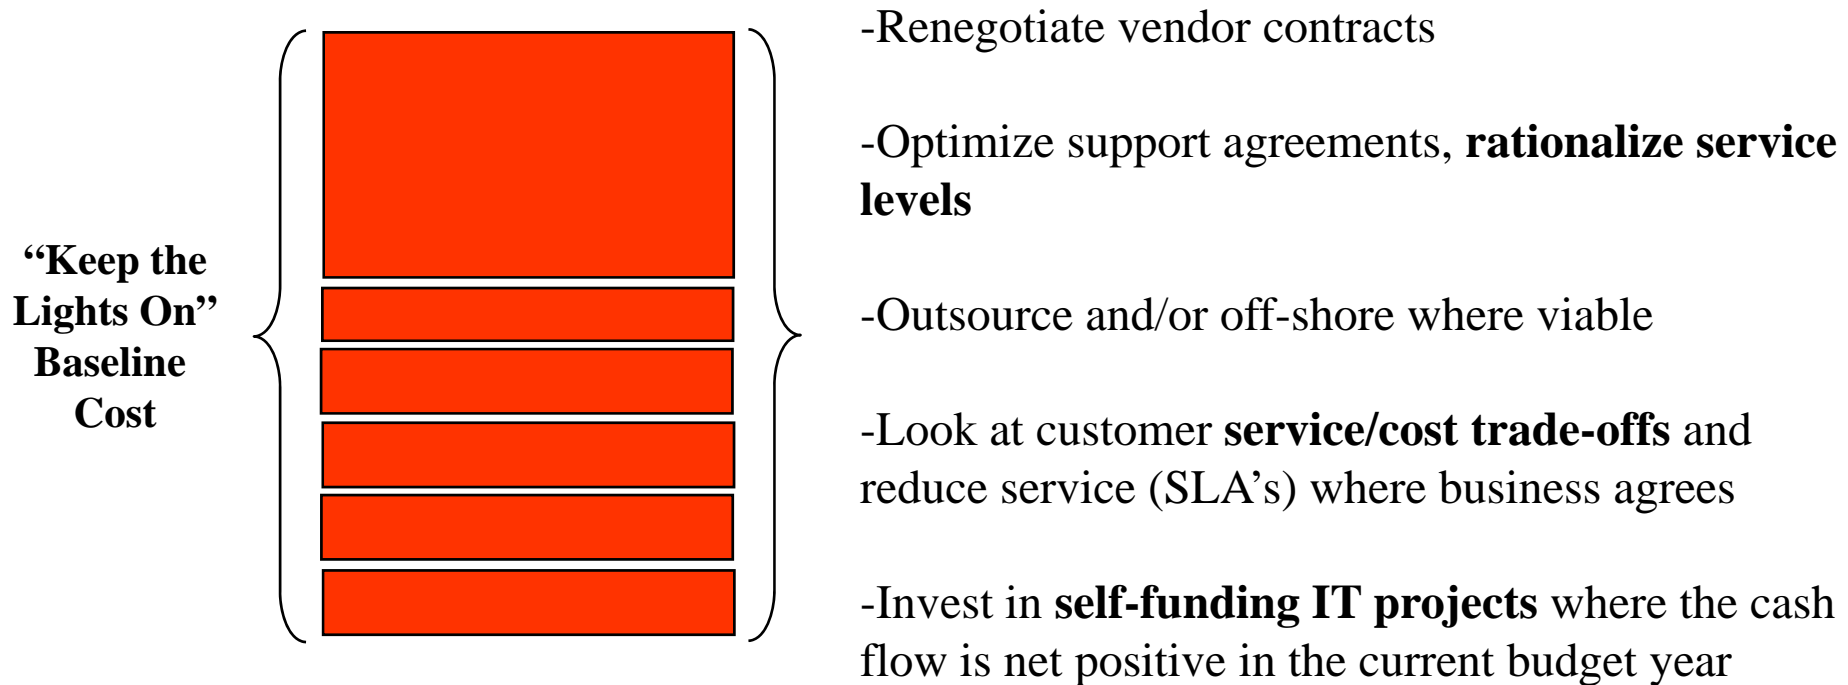 “Keep the
Lights On”
Baseline
Cost
-Renegotiate vendor contracts
-Optimize support agreements, rationalize service
levels
-Outsource and/or off-shore where viable
-Look at customer service/cost trade-offs and
reduce service (SLA’s) where business agrees
-Invest in self-funding IT projects where the cash
flow is net positive in the current budget year